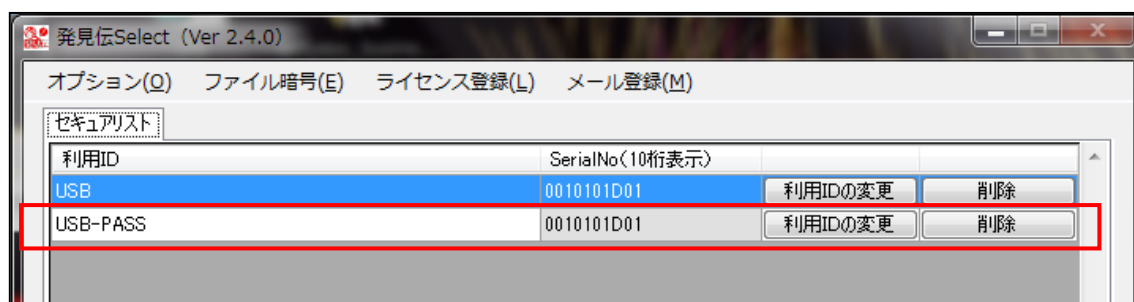 発見伝Select（Ver 2.4.0）
オプション(O) ファイル暗号(E) ライセンス登録(L) メール登録(M)
セキュアリスト
利用ID SerialNo（10桁表示）
USB 0010101D01 利用IDの変更 削除
USB-PASS 0010101D01 利用IDの変更 削除